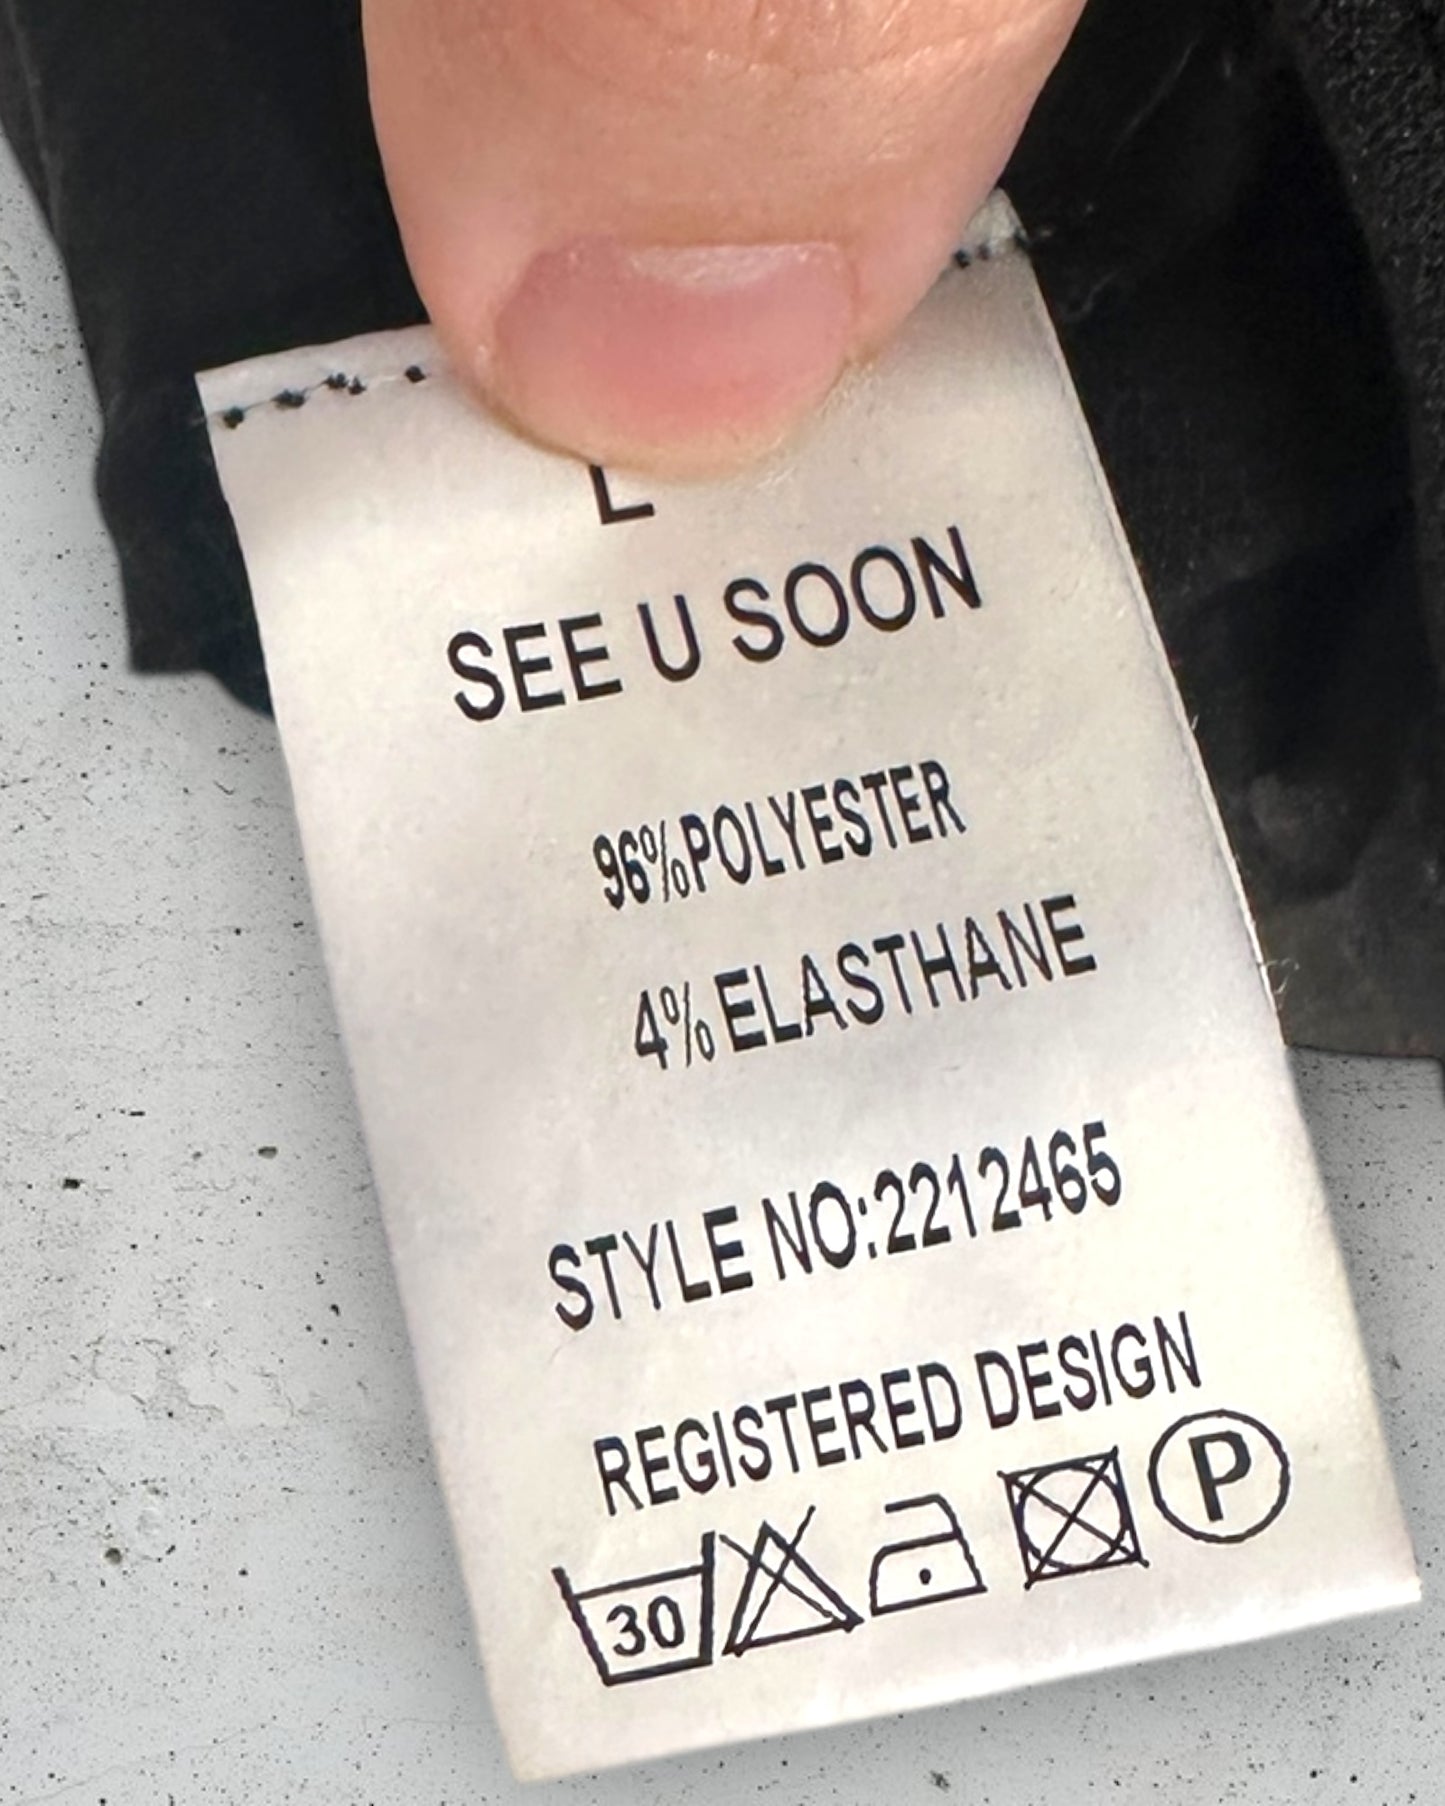 L
SEE U SOON
96%POLYESTER
4% ELASTHANE
STYLE NO:2212465
REGISTERED DESIGN
30 P